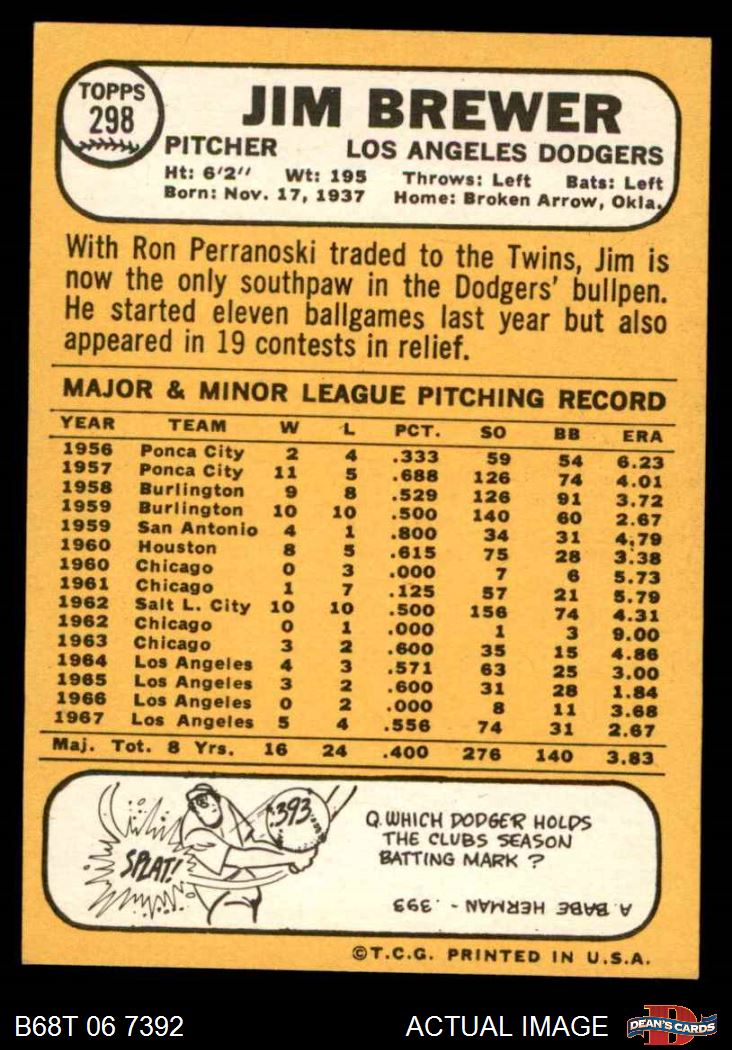 TOPPS
298
JIM BREWER
PITCHER LOS ANGELES DODGERS
Ht: 6'2" Wt: 195 Throws: Left Bats: Left
Born: Nov. 17, 1937 Home: Broken Arrow, Okla.
With Ron Perranoski traded to the Twins, Jim is
now the only southpaw in the Dodgers' bullpen.
He started eleven ballgames last year but also
appeared in 19 contests in relief.
MAJOR & MINOR LEAGUE PITCHING RECORD
YEAR TEAM W L PCT. SO BB ERA
1956 Ponca City 2 4 .333 59 54 6.23
1957 Ponca City 11 5 .688 126 74 4.01
1958 Burlington 9 8 .529 126 91 3.72
1959 Burlington 10 10 .500 140 60 2.67
1959 San Antonio 4 1 .800 34 31 4.79
1960 Houston 8 5 .615 75 28 3.38
1960 Chicago 0 3 .000 7 6 5.73
1961 Chicago 1 7 .125 57 21 5.79
1962 Salt L. City 10 10 .500 156 74 4.31
1962 Chicago 0 1 .000 1 3 9.00
1963 Chicago 3 2 .600 35 15 4.86
1964 Los Angeles 4 3 .571 63 25 3.00
1965 Los Angeles 3 2 .600 31 28 1.84
1966 Los Angeles 0 2 .000 8 11 3.68
1967 Los Angeles 5 4 .556 74 31 2.67
Maj. Tot. 8 Yrs. 16 24 .400 276 140 3.83
.393
SPLAT!
Q. WHICH DODGER HOLDS
THE CLUBS SEASON
BATTING MARK ?
A. BABE HERMAN - .393
©T.C.G. PRINTED IN U.S.A.
B68T 06 7392 ACTUAL IMAGE
DEAN'S CARDS